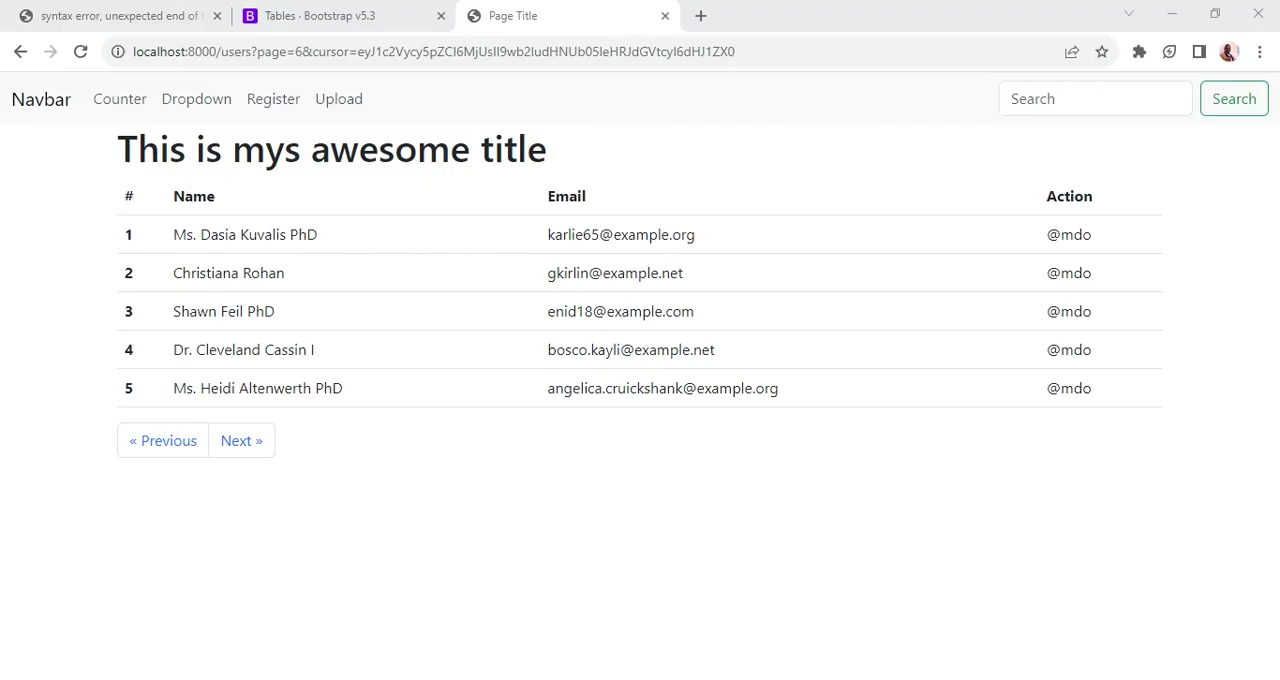 syntax error, unexpected end of
Tables · Bootstrap v5.3
Page Title
localhost:8000/users?page=6&cursor=eyJ1c2Vycy5pZCI6MjUsIl9wb2ludHNUb05leHRJdGVtcyI6dHJ1ZX0
Navbar Counter Dropdown Register Upload Search Search
This is mys awesome title
# Name Email Action
1 Ms. Dasia Kuvalis PhD karlie65@example.org @mdo
2 Christiana Rohan gkirlin@example.net @mdo
3 Shawn Feil PhD enid18@example.com @mdo
4 Dr. Cleveland Cassin I bosco.kayli@example.net @mdo
5 Ms. Heidi Altenwerth PhD angelica.cruickshank@example.org @mdo
« Previous Next »